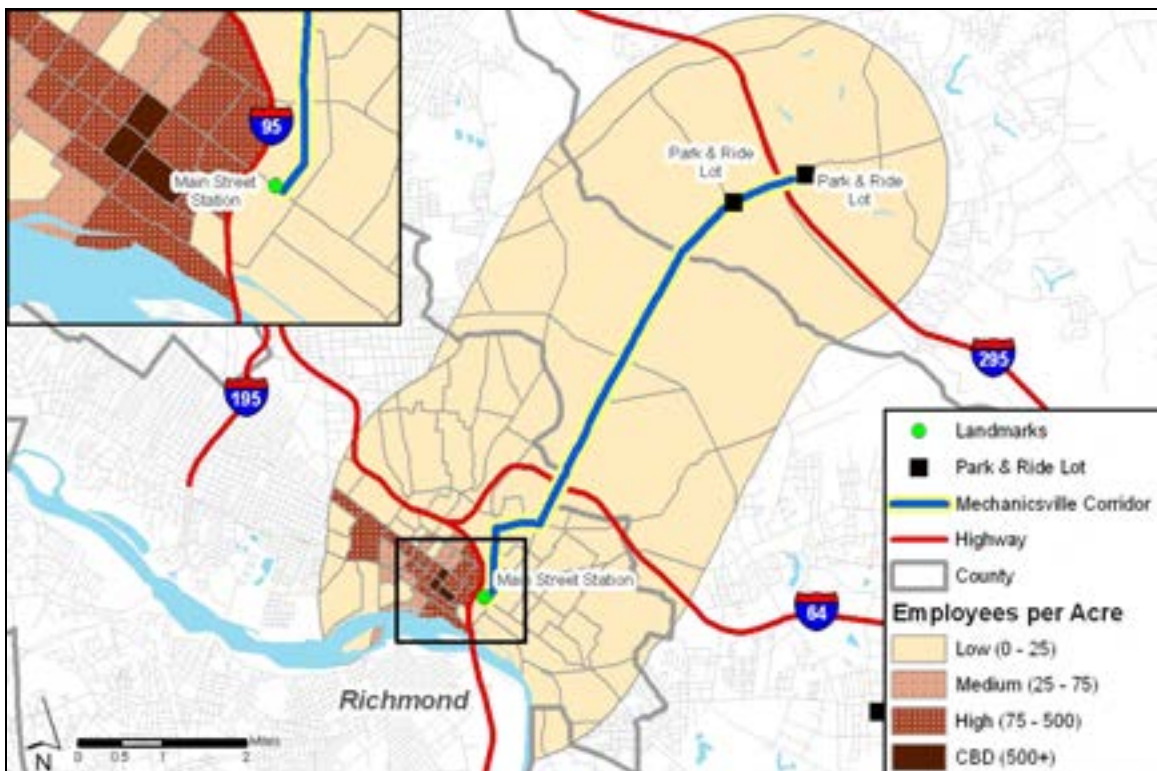 95
Main Street
Station
Park & Ride
Lot
Park & Ride
Lot
195
295
64
Main Street Station
Richmond
Landmarks
Park & Ride Lot
Mechanicsville Corridor
Highway
County
Employees per Acre
Low (0 - 25)
Medium (25 - 75)
High (75 - 500)
CBD (500+)
N
Miles
0 0.5 1 2